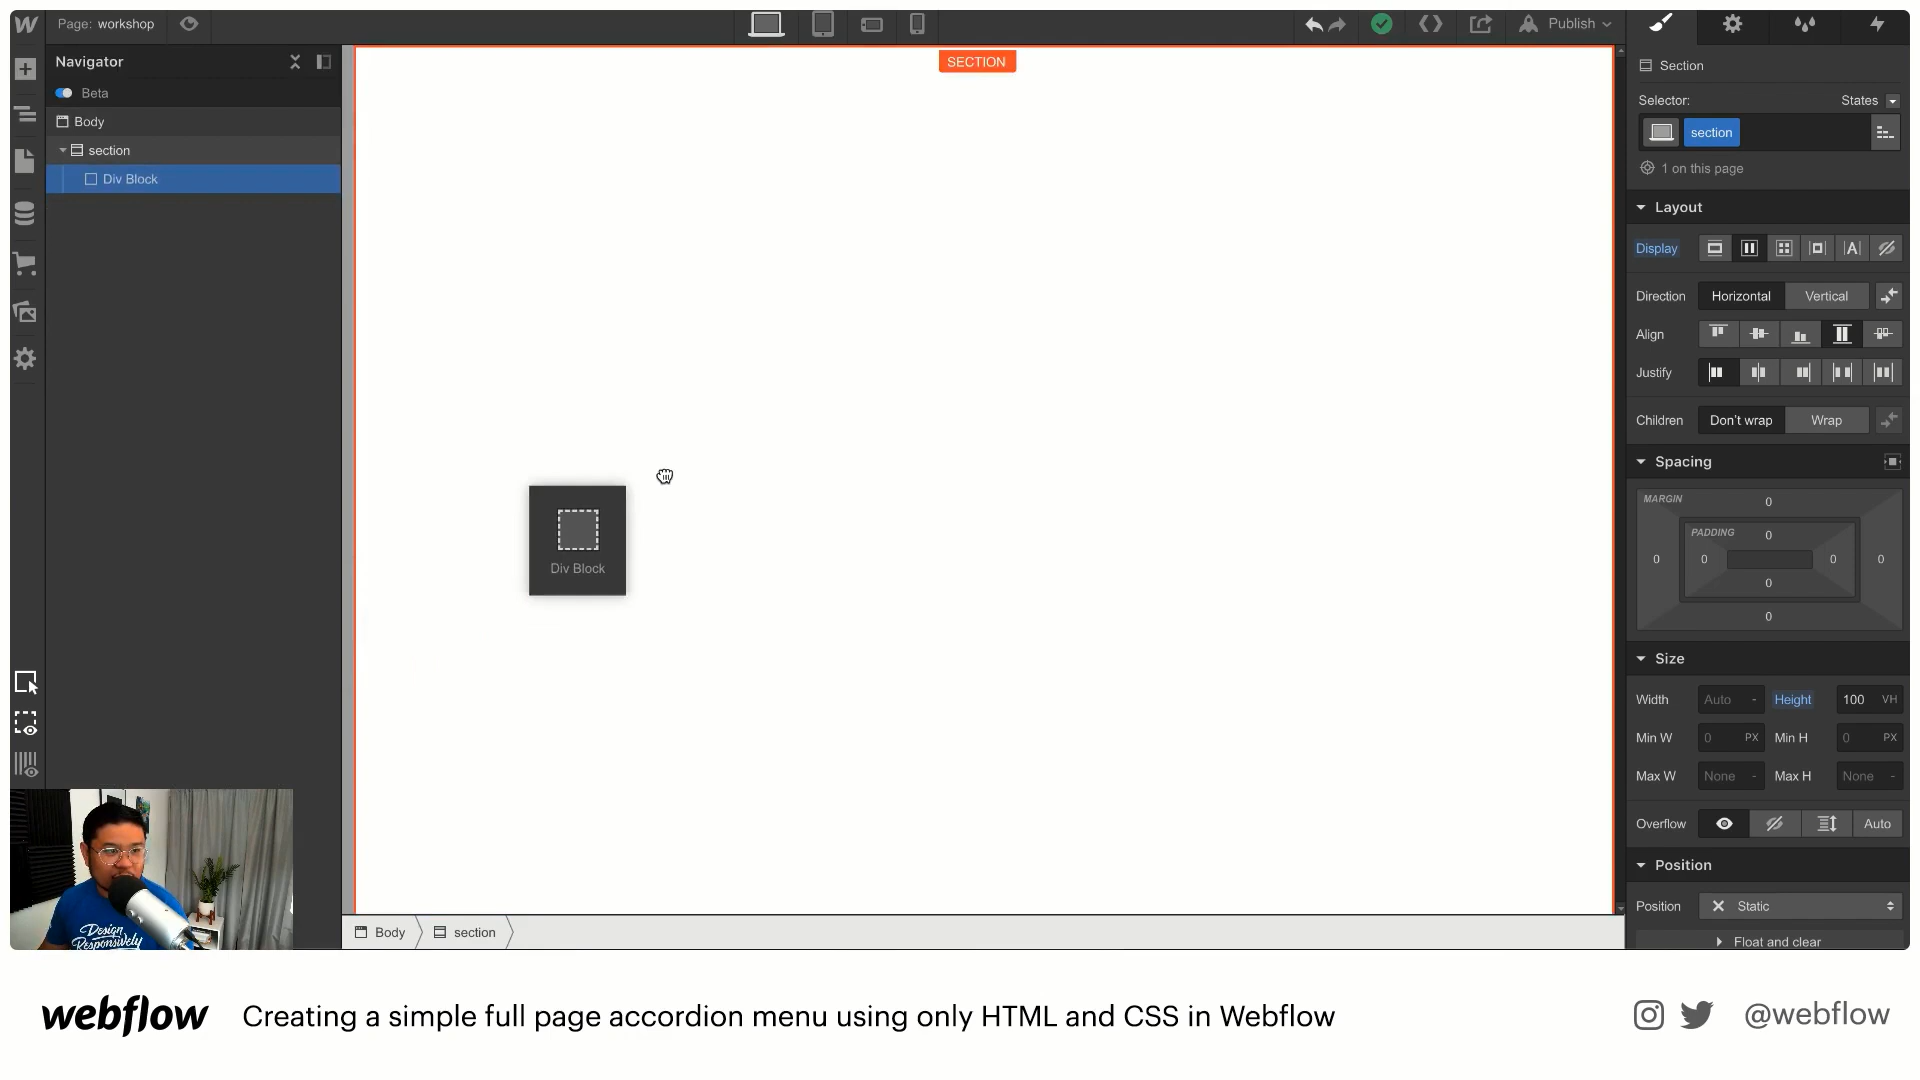 Page: workshop
Publish
Navigator
Beta
Body
section
Div Block
SECTION
Div Block
Body
section
Section
Selector:
States
section
1 on this page
Layout
Display
Direction
Horizontal
Vertical
Align
Justify
Children
Don't wrap
Wrap
Spacing
MARGIN
0
PADDING
0
0
0
0
0
0
0
Size
Width
Auto
-
Height
100
VH
Min W
0
PX
Min H
0
PX
Max W
None
-
Max H
None
-
Overflow
Auto
Position
Position
Static
Float and clear
Design
Responsively
webflow
Creating a simple full page accordion menu using only HTML and CSS in Webflow
@webflow